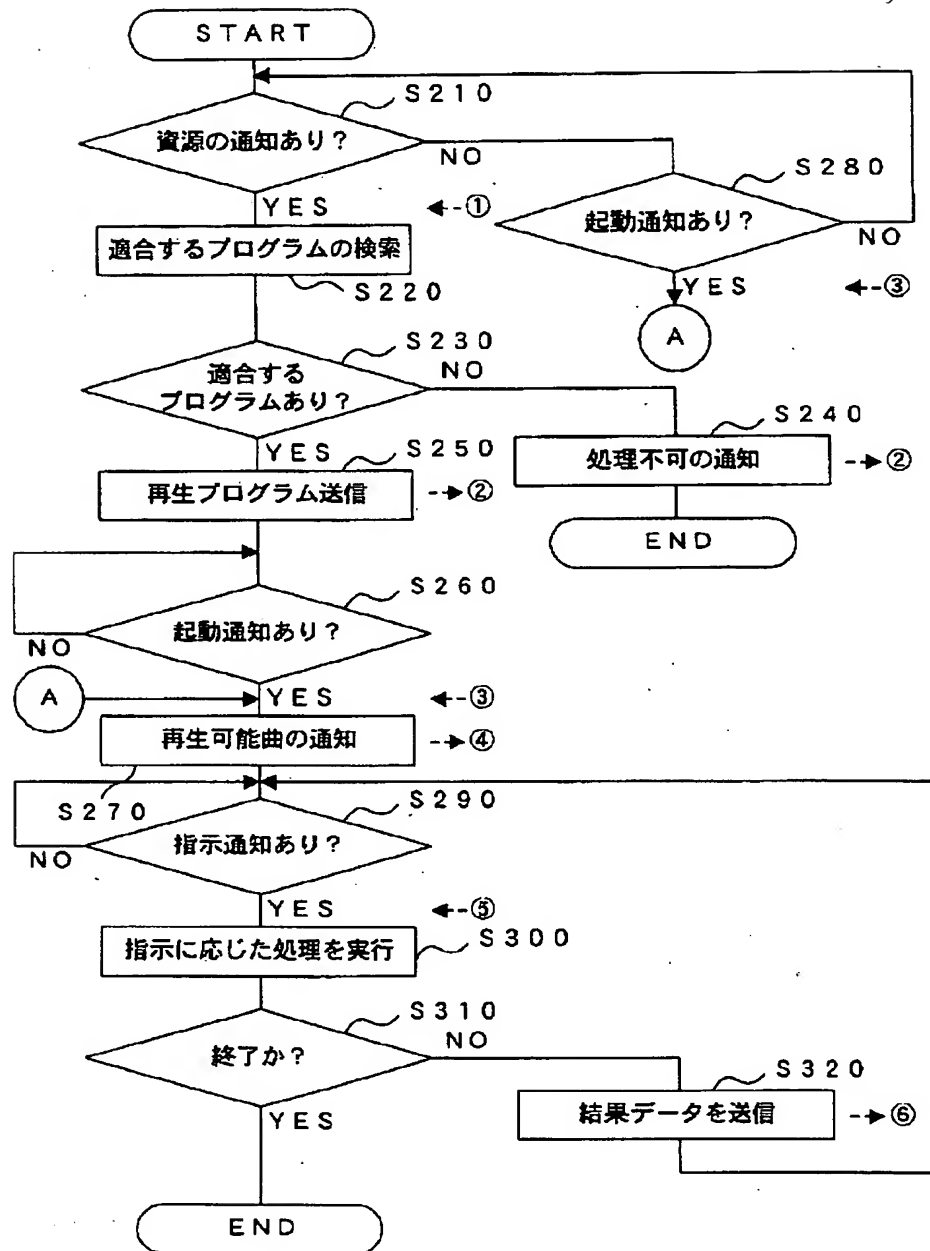 START
S210
資源の通知あり?
NO
S280
YES
←-①
起動通知あり?
NO
適合するプログラムの検索
S220
YES
←-③
A
S230
適合する
プログラムあり?
NO
S240
YES
S250
処理不可の通知
-→②
再生プログラム送信
-→②
END
S260
起動通知あり?
NO
A
YES
←-③
再生可能曲の通知
-→④
S270
S290
指示通知あり?
NO
YES
←-⑤
指示に応じた処理を実行
S300
S310
終了か?
NO
S320
YES
結果データを送信
-→⑥
END